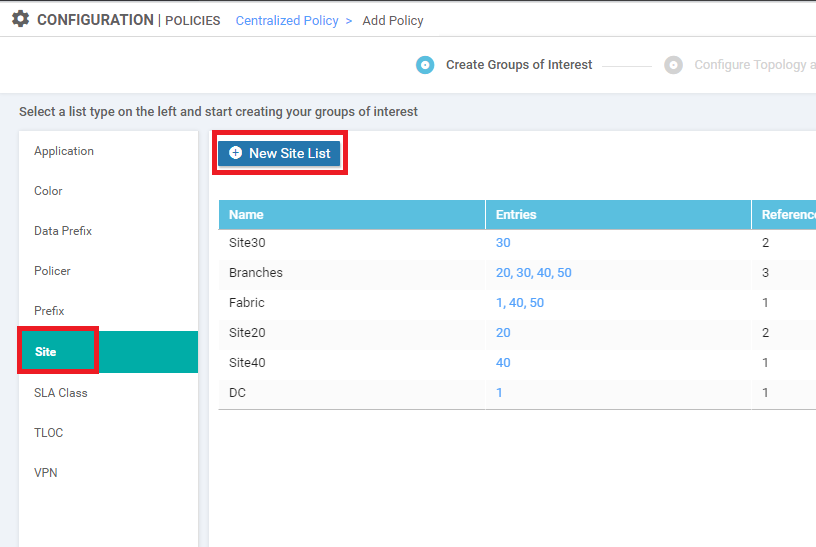 CONFIGURATION | POLICIES Centralized Policy > Add Policy
Create Groups of Interest Configure Topology a
Select a list type on the left and start creating your groups of interest
Application
Color
Data Prefix
Policer
Prefix
Site
SLA Class
TLOC
VPN
New Site List
Name Entries Reference
Site30 30 2
Branches 20, 30, 40, 50 3
Fabric 1, 40, 50 1
Site20 20 2
Site40 40 1
DC 1 1